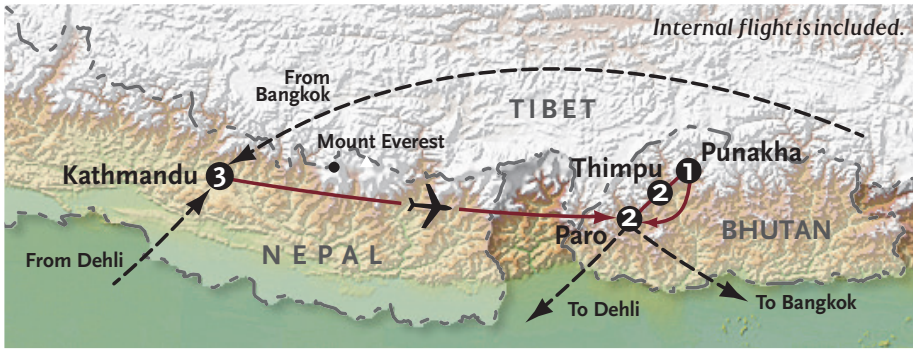 Internal flight is included.
From
Bangkok
TIBET
Mount Everest
Thimpu
Punakha
Kathmandu
3
1
2
2
Paro
BHUTAN
From Dehli
NEPAL
To Dehli
To Bangkok